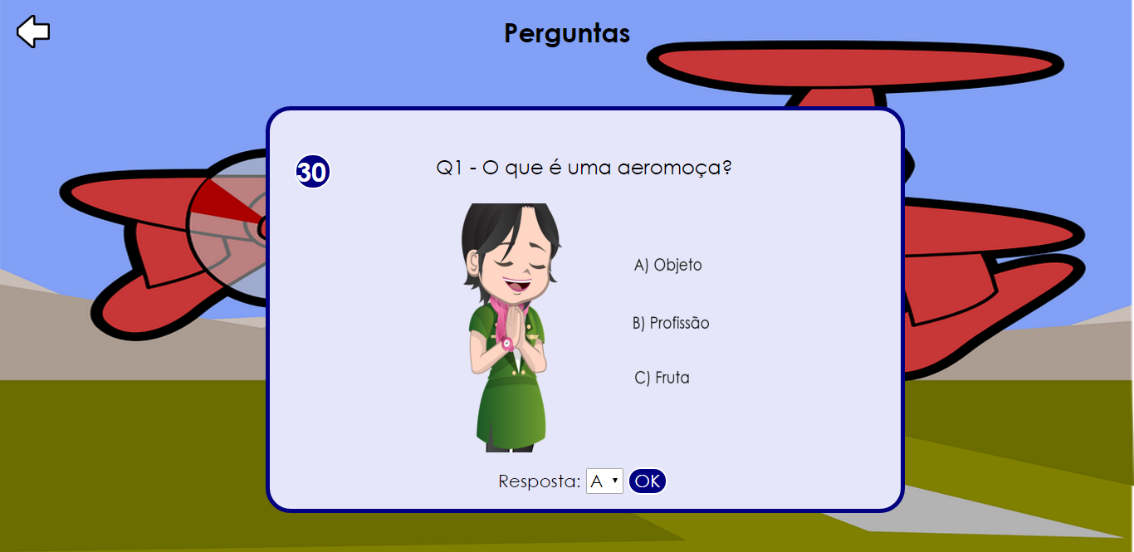 Perguntas
30
Q1 - O que é uma aeromoça?
A) Objeto
B) Profissão
C) Fruta
Resposta: A OK